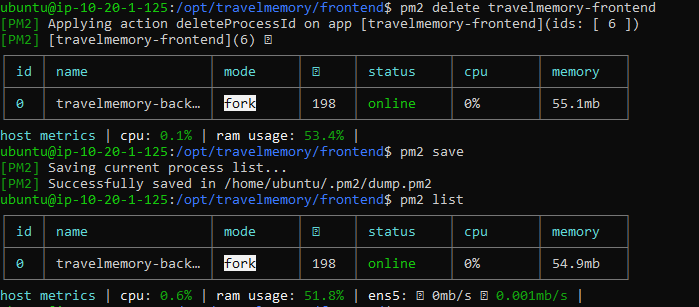 ubuntu@ip-10-20-1-125:/opt/travelmemory/frontend$ pm2 delete travelmemory-frontend
[PM2] Applying action deleteProcessId on app [travelmemory-frontend](ids: [ 6 ])
[PM2] [travelmemory-frontend](6)
id name mode status cpu memory
0 travelmemory-back… fork 198 online 0% 55.1mb
host metrics | cpu: 0.1% | ram usage: 53.4% |
ubuntu@ip-10-20-1-125:/opt/travelmemory/frontend$ pm2 save
[PM2] Saving current process list...
[PM2] Successfully saved in /home/ubuntu/.pm2/dump.pm2
ubuntu@ip-10-20-1-125:/opt/travelmemory/frontend$ pm2 list
id name mode status cpu memory
0 travelmemory-back… fork 198 online 0% 54.9mb
host metrics | cpu: 0.6% | ram usage: 51.8% | ens5: 0mb/s 0.001mb/s |